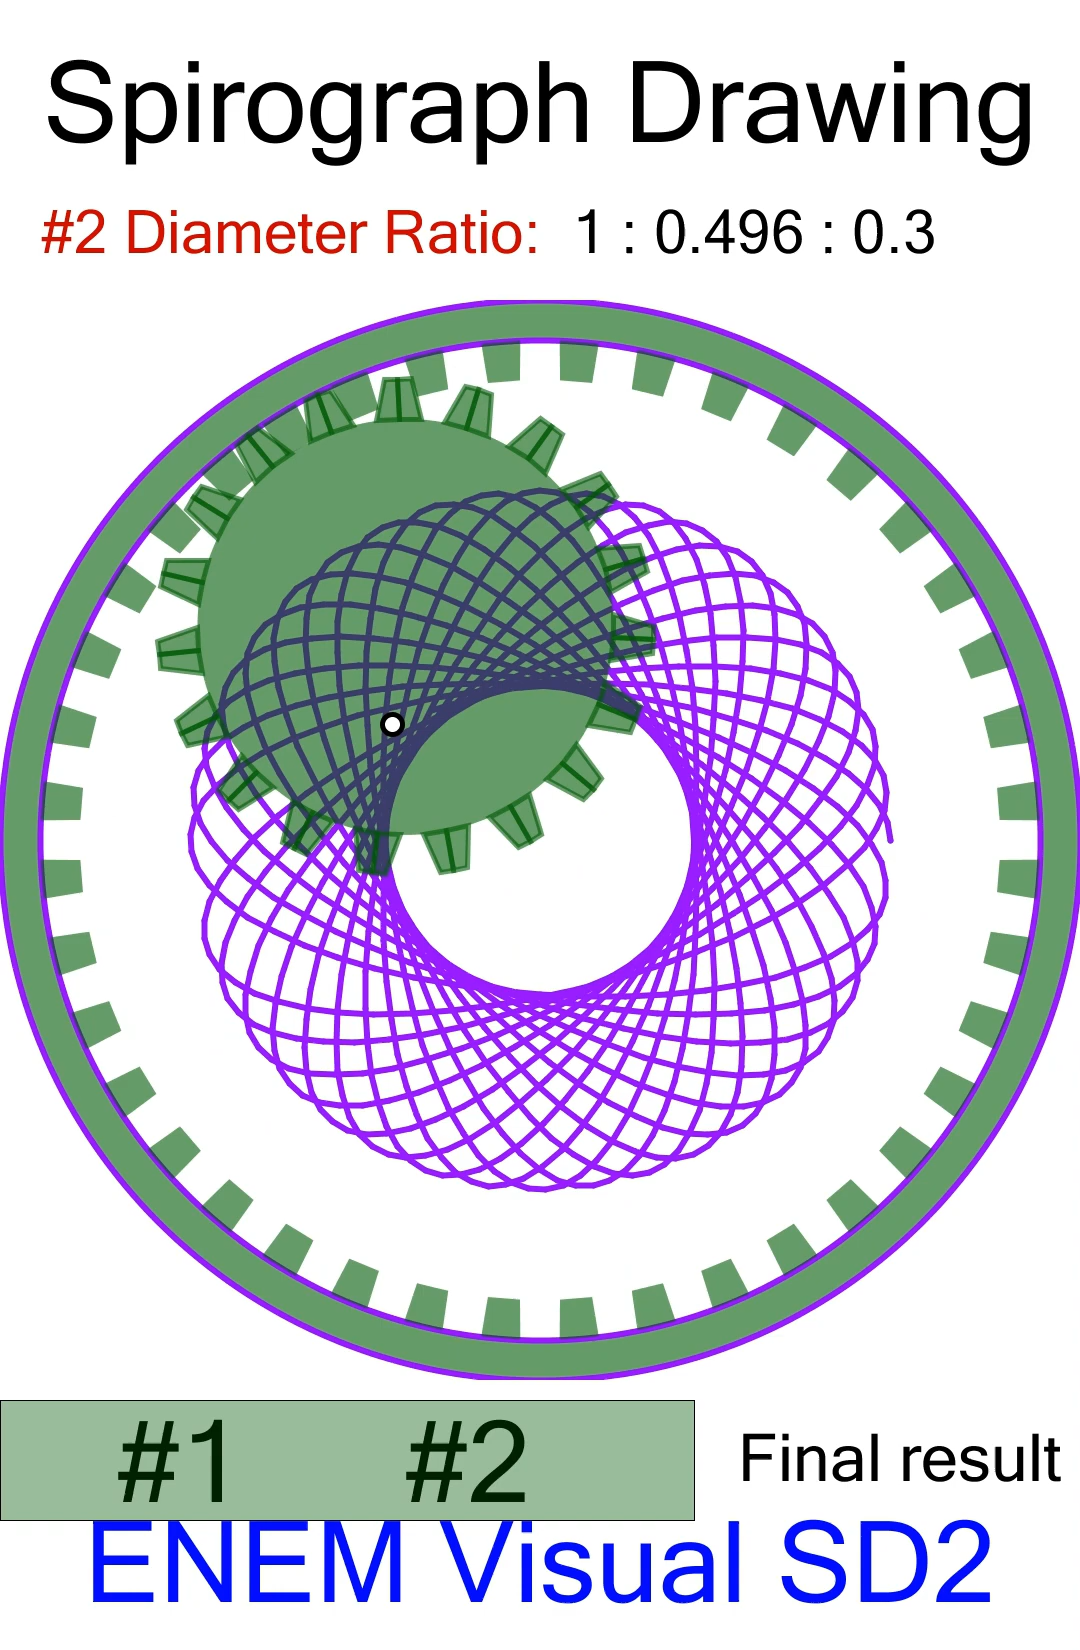 Spirograph Drawing
#2 Diameter Ratio: 1 : 0.496 : 0.3
#1 #2 Final result
ENEM Visual SD2